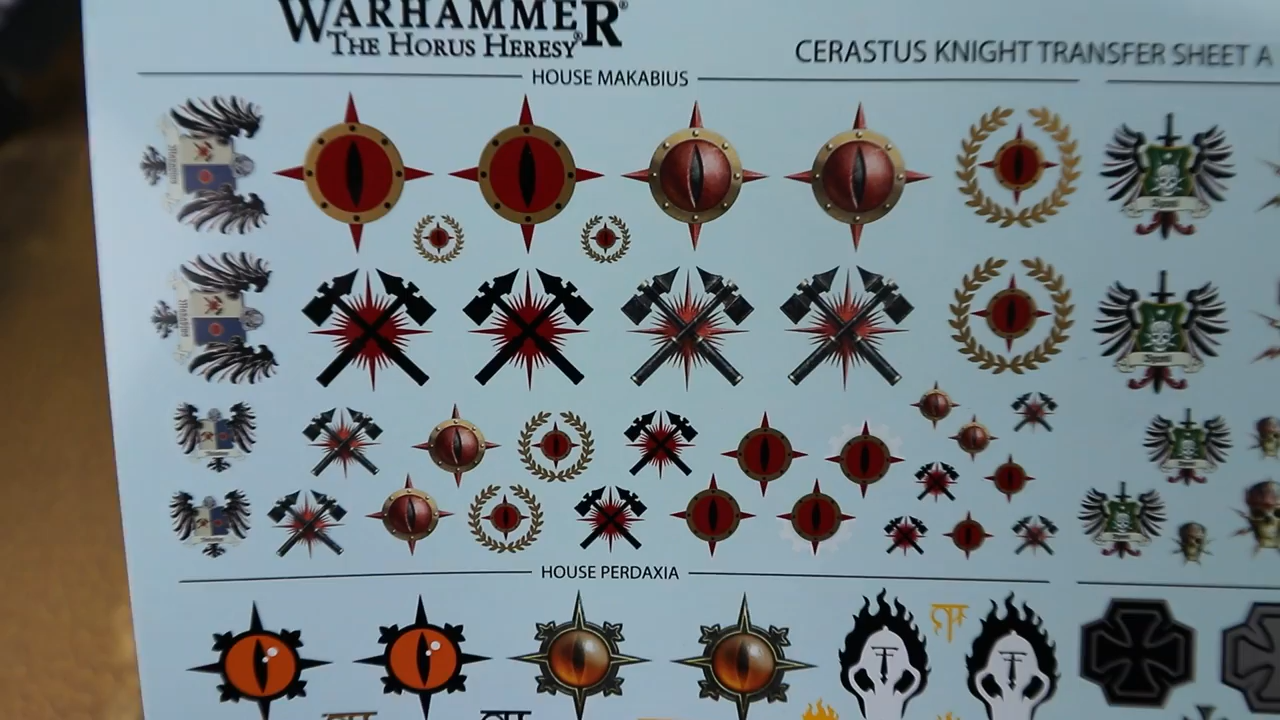 WARHAMMER®
THE HORUS HERESY®
CERASTUS KNIGHT TRANSFER SHEET A
HOUSE MAKABIUS
HOUSE PERDAXIA